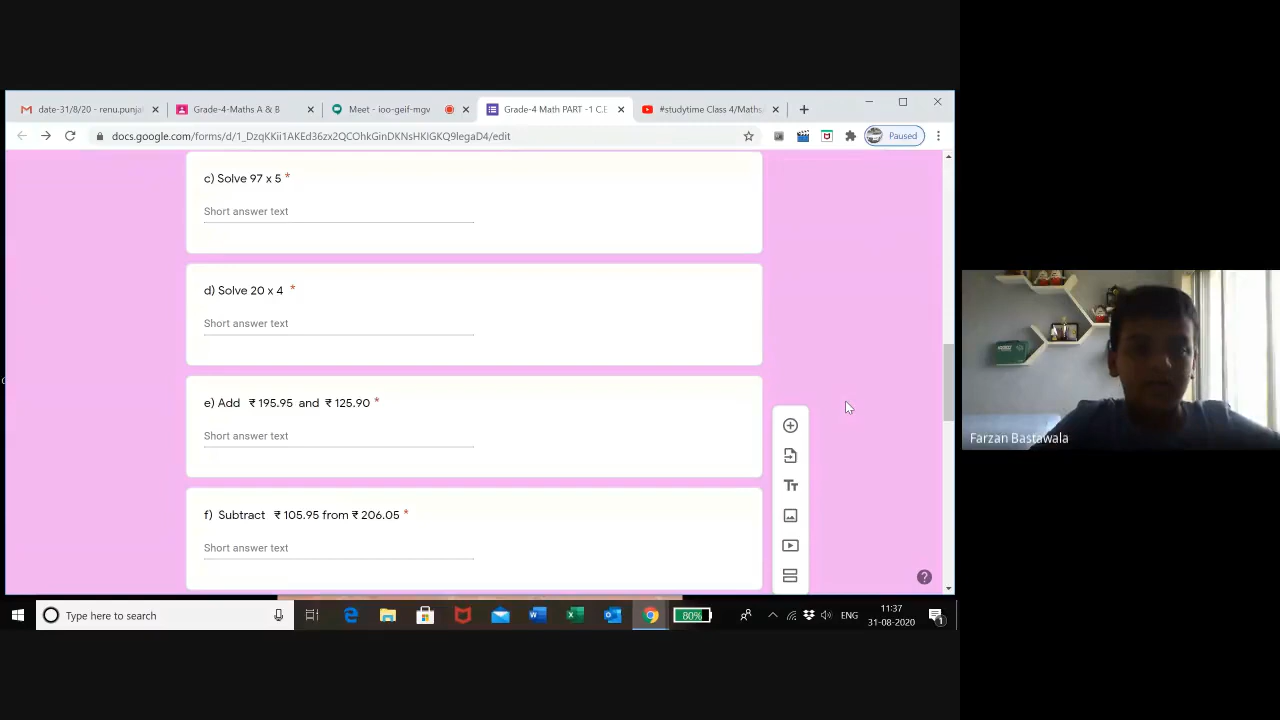 date-31/8/20 - renu.punjal
Grade-4-Maths A & B
Meet - ioo-geif-mgv
Grade-4 Math PART -1 C.E
#studytime Class 4/Maths
docs.google.com/forms/d/1_DzqKKii1AKEd36zx2QCOhkGinDKNsHKIGKQ9legaD4/edit
Paused
c) Solve 97 x 5 *
Short answer text
d) Solve 20 x 4 *
Short answer text
e) Add ₹ 195.95 and ₹ 125.90 *
Short answer text
f) Subtract ₹ 105.95 from ₹ 206.05 *
Short answer text
Farzan Bastawala
Type here to search
80%
ENG
11:37
31-08-2020